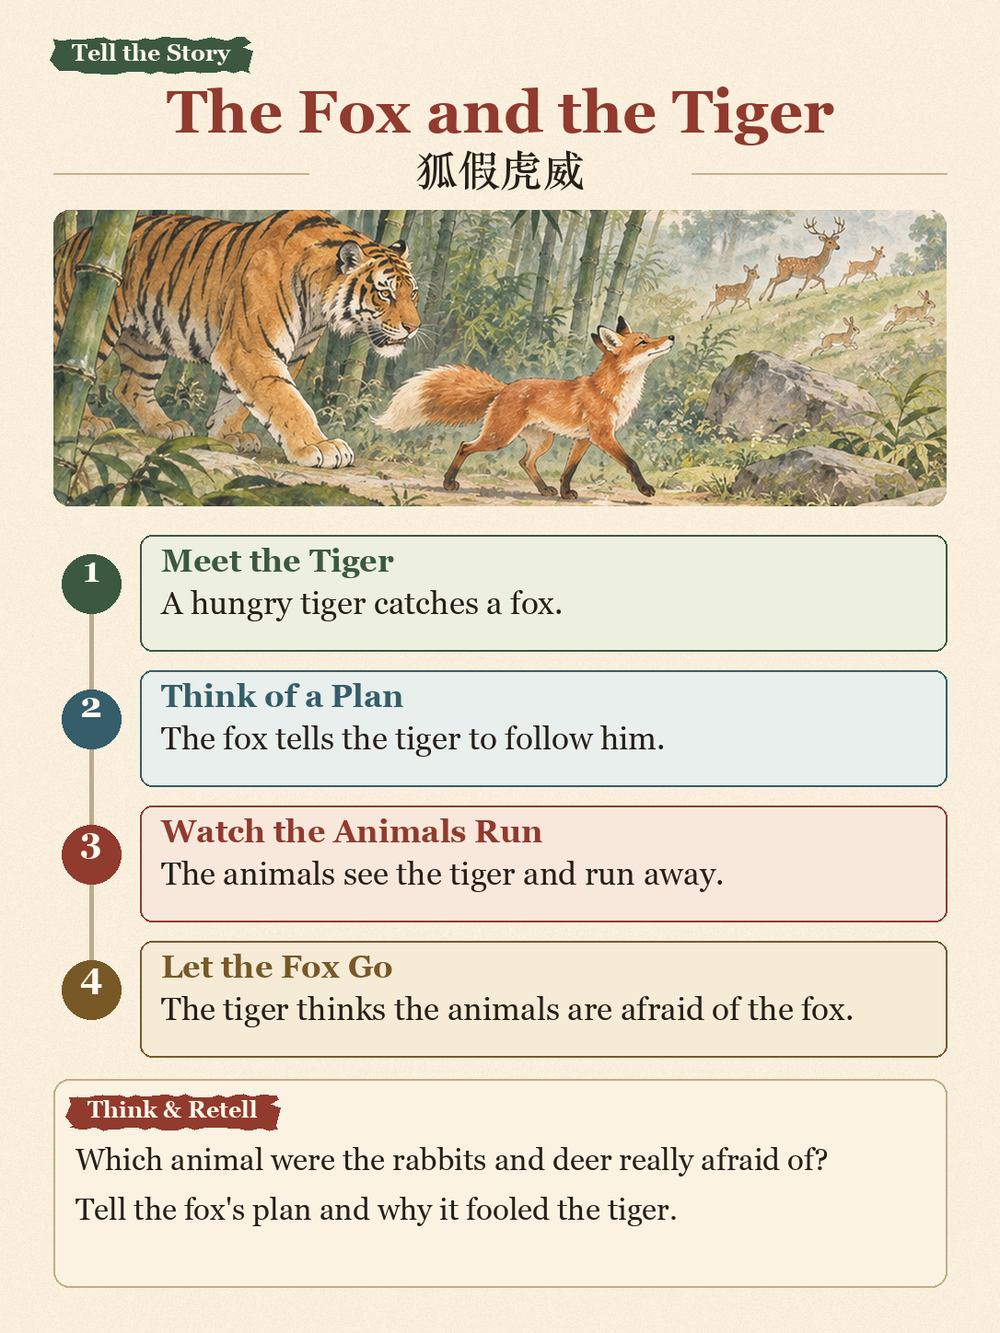 Tell the Story
The Fox and the Tiger
狐假虎威
1
Meet the Tiger
A hungry tiger catches a fox.
2
Think of a Plan
The fox tells the tiger to follow him.
3
Watch the Animals Run
The animals see the tiger and run away.
4
Let the Fox Go
The tiger thinks the animals are afraid of the fox.
Think & Retell
Which animal were the rabbits and deer really afraid of?
Tell the fox's plan and why it fooled the tiger.